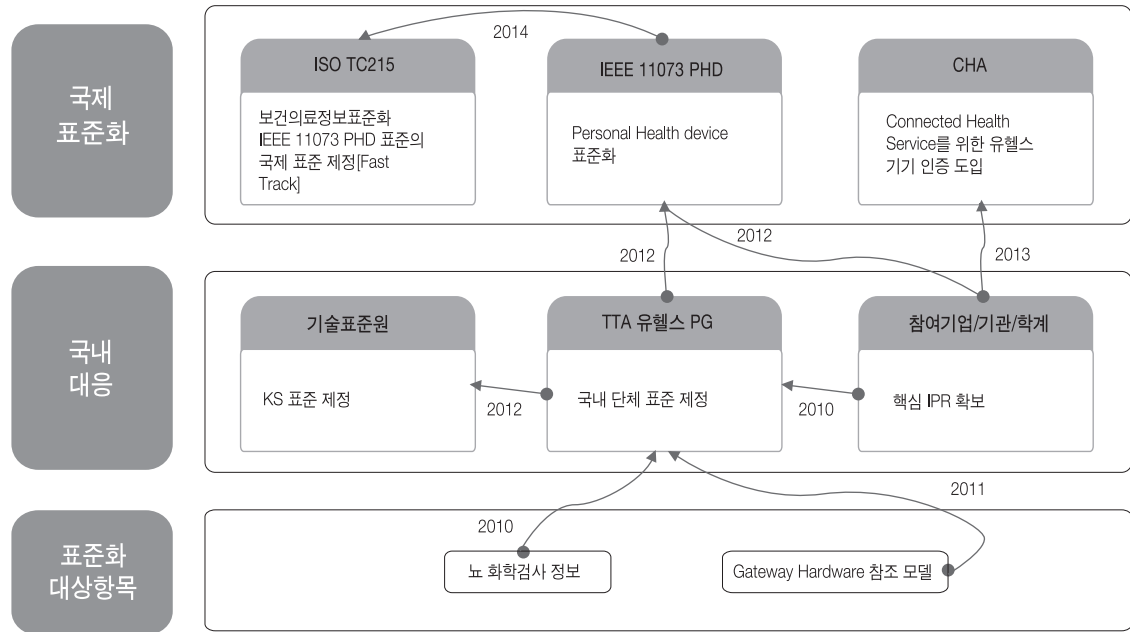 국제
표준화
2014
ISO TC215
보건의료정보표준화
IEEE 11073 PHD 표준의
국제 표준 제정[Fast
Track]
IEEE 11073 PHD
Personal Health device
표준화
CHA
Connected Health
Service를 위한 유헬스
기기 인증 도입
2012
2012
2013
국내
대응
기술표준원
KS 표준 제정
2012
TTA 유헬스 PG
국내 단체 표준 제정
2010
참여기업/기관/학계
핵심 IPR 확보
2010
2011
표준화
대상항목
뇨 화학검사 정보
Gateway Hardware 참조 모델